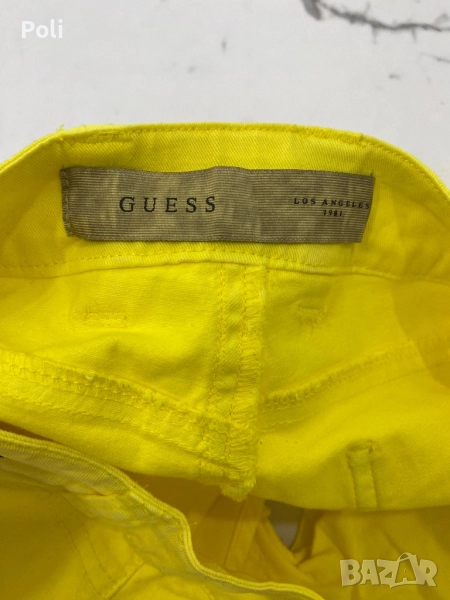 Poli
GUESS
LOS ANGELES
1981
BAZAR